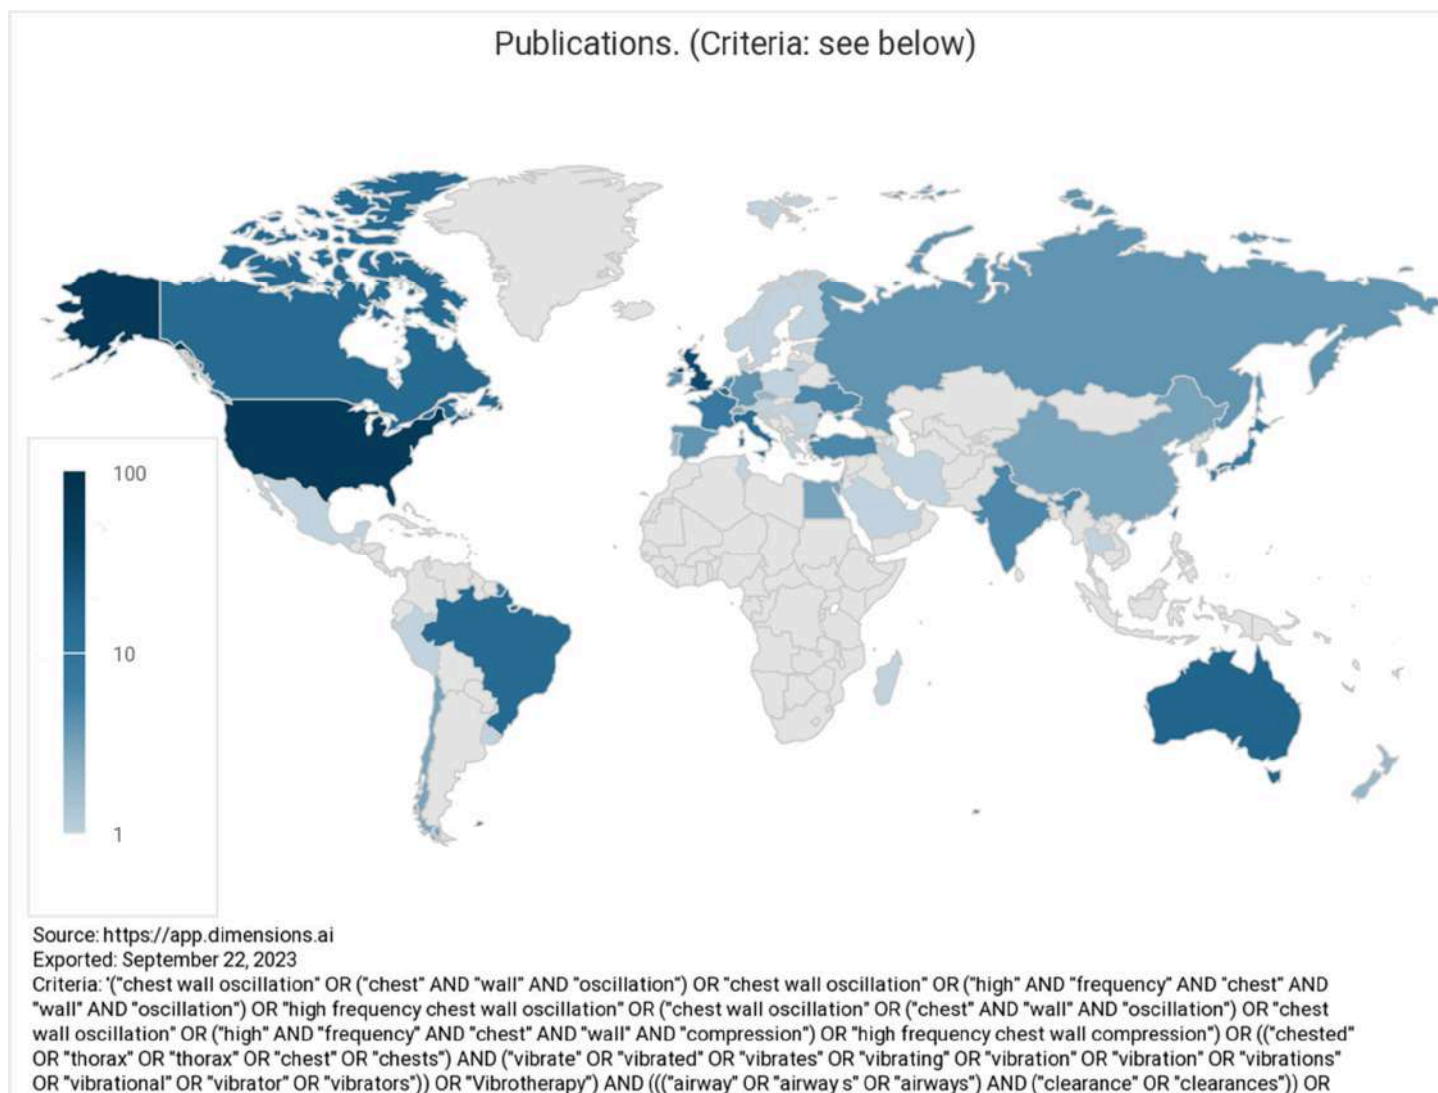 Publications. (Criteria: see below)
100
10
1
Source: https://app.dimensions.ai
Exported: September 22, 2023
Criteria: '("chest wall oscillation" OR ("chest" AND "wall" AND "oscillation") OR "chest wall oscillation" OR ("high" AND "frequency" AND "chest" AND
"wall" AND "oscillation") OR "high frequency chest wall oscillation" OR ("chest wall oscillation" OR ("chest" AND "wall" AND "oscillation") OR "chest
wall oscillation" OR ("high" AND "frequency" AND "chest" AND "wall" AND "compression") OR "high frequency chest wall compression") OR (("chested"
OR "thorax" OR "thorax" OR "chest" OR "chests") AND ("vibrate" OR "vibrated" OR "vibrates" OR "vibrating" OR "vibration" OR "vibration" OR "vibrations"
OR "vibrational" OR "vibrator" OR "vibrators")) OR "Vibrotherapy") AND ((("airway" OR "airway s" OR "airways") AND ("clearance" OR "clearances")) OR